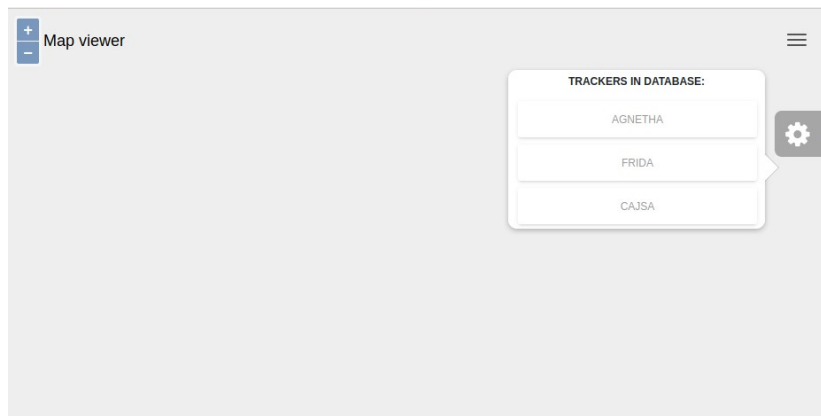 +
Map viewer
−
TRACKERS IN DATABASE:
AGNETHA
FRIDA
CAJSA